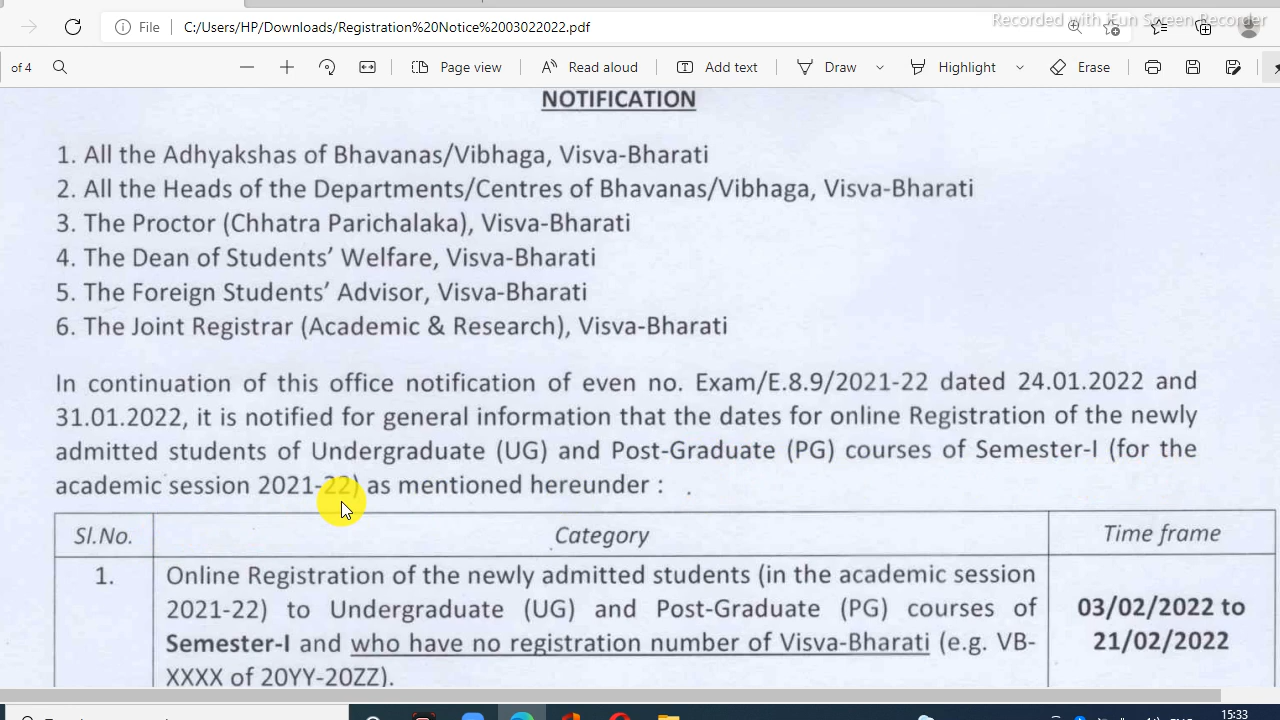 Recorded with iFun Screen Recorder
File C:/Users/HP/Downloads/Registration%20Notice%2003022022.pdf
of 4 Page view Read aloud Add text Draw Highlight Erase
NOTIFICATION
1. All the Adhyakshas of Bhavanas/Vibhaga, Visva-Bharati
2. All the Heads of the Departments/Centres of Bhavanas/Vibhaga, Visva-Bharati
3. The Proctor (Chhatra Parichalaka), Visva-Bharati
4. The Dean of Students' Welfare, Visva-Bharati
5. The Foreign Students' Advisor, Visva-Bharati
6. The Joint Registrar (Academic & Research), Visva-Bharati
In continuation of this office notification of even no. Exam/E.8.9/2021-22 dated 24.01.2022 and
31.01.2022, it is notified for general information that the dates for online Registration of the newly
admitted students of Undergraduate (UG) and Post-Graduate (PG) courses of Semester-I (for the
academic session 2021-22) as mentioned hereunder : .
Sl.No. Category Time frame
1. Online Registration of the newly admitted students (in the academic session
2021-22) to Undergraduate (UG) and Post-Graduate (PG) courses of
Semester-I and who have no registration number of Visva-Bharati (e.g. VB-
XXXX of 20YY-20ZZ).
03/02/2022 to
21/02/2022
15:33